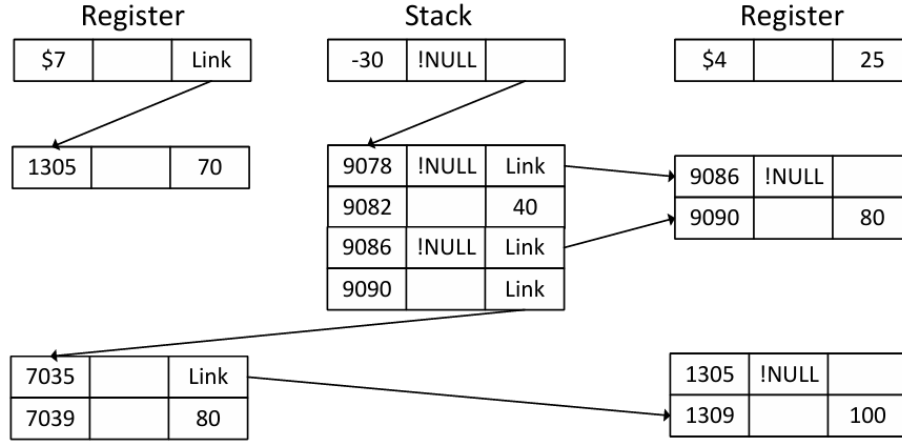 Register Stack Register
$7 Link -30 !NULL $4 25
1305 70
9078 !NULL Link
9082 40
9086 !NULL Link
9090 Link
9086 !NULL
9090 80
7035 Link
7039 80
1305 !NULL
1309 100